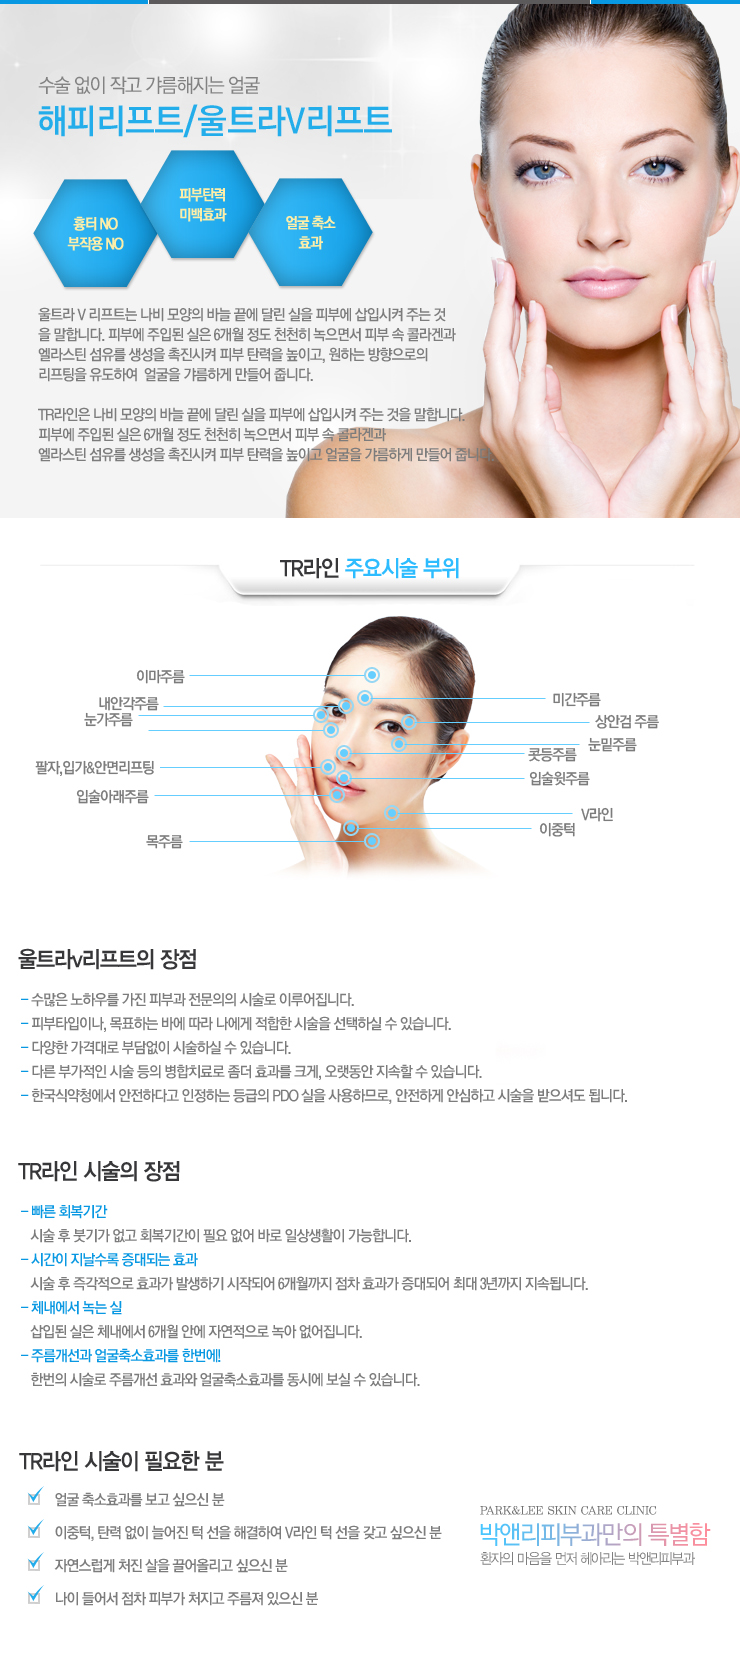 수술 없이 작고 갸름해지는 얼굴
해피리프트/울트라V리프트
흉터 NO
부작용 NO
피부탄력
미백효과
얼굴 축소
효과
울트라 V 리프트는 나비 모양의 바늘 끝에 달린 실을 피부에 삽입시켜 주는 것
을 말합니다. 피부에 주입된 실은 6개월 정도 천천히 녹으면서 피부 속 콜라겐과
엘라스틴 섬유를 생성을 촉진시켜 피부 탄력을 높이고, 원하는 방향으로의
리프팅을 유도하여 얼굴을 갸름하게 만들어 줍니다.
TR라인은 나비 모양의 바늘 끝에 달린 실을 피부에 삽입시켜 주는 것을 말합니다.
피부에 주입된 실은 6개월 정도 천천히 녹으면서 피부 속 콜라겐과
엘라스틴 섬유를 생성을 촉진시켜 피부 탄력을 높이고 얼굴을 갸름하게 만들어 줍니다.
TR라인 주요시술 부위
이마주름
내안각주름
눈가주름
팔자,입가&안면리프팅
입술아래주름
목주름
미간주름
상안검 주름
눈밑주름
콧등주름
입술윗주름
V라인
이중턱
울트라v리프트의 장점
- 수많은 노하우를 가진 피부과 전문의의 시술로 이루어집니다.
- 피부타입이나, 목표하는 바에 따라 나에게 적합한 시술을 선택하실 수 있습니다.
- 다양한 가격대로 부담없이 시술하실 수 있습니다.
- 다른 부가적인 시술 등의 병합치료로 좀더 효과를 크게, 오랫동안 지속할 수 있습니다.
- 한국식약청에서 안전하다고 인정하는 등급의 PDO 실을 사용하므로, 안전하게 안심하고 시술을 받으셔도 됩니다.
TR라인 시술의 장점
- 빠른 회복기간
시술 후 붓기가 없고 회복기간이 필요 없어 바로 일상생활이 가능합니다.
- 시간이 지날수록 증대되는 효과
시술 후 즉각적으로 효과가 발생하기 시작되어 6개월까지 점차 효과가 증대되어 최대 3년까지 지속됩니다.
- 체내에서 녹는 실
삽입된 실은 체내에서 6개월 안에 자연적으로 녹아 없어집니다.
- 주름개선과 얼굴축소효과를 한번에!
한번의 시술로 주름개선 효과와 얼굴축소효과를 동시에 보실 수 있습니다.
TR라인 시술이 필요한 분
얼굴 축소효과를 보고 싶으신 분
이중턱, 탄력 없이 늘어진 턱 선을 해결하여 V라인 턱 선을 갖고 싶으신 분
자연스럽게 처진 살을 끌어올리고 싶으신 분
나이 들어서 점차 피부가 처지고 주름져 있으신 분
PARK&LEE SKIN CARE CLINIC
박앤리피부과만의 특별함
환자의 마음을 먼저 헤아리는 박앤리피부과